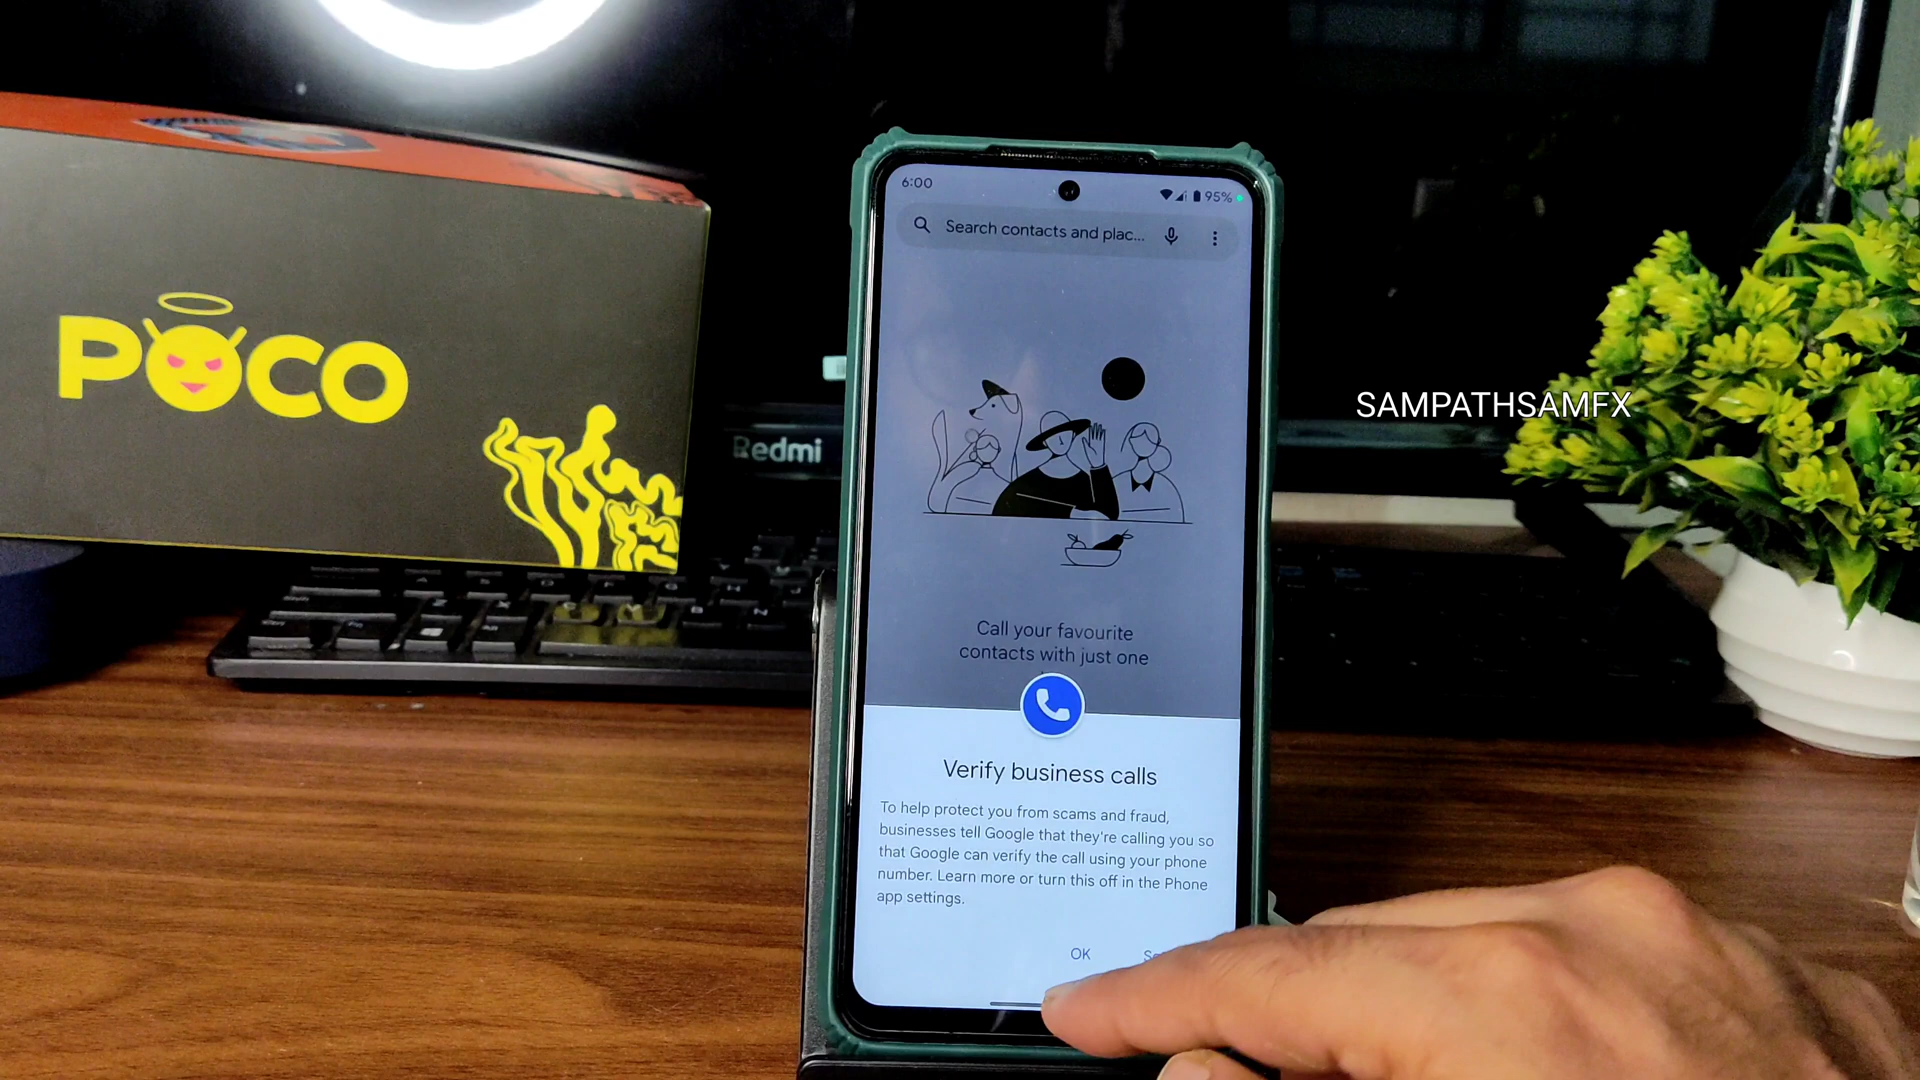 POCO
Redmi
SAMPATHSAMFX
6:00
95%
Search contacts and plac...
Call your favourite
contacts with just one
Verify business calls
To help protect you from scams and fraud,
businesses tell Google that they're calling you so
that Google can verify the call using your phone
number. Learn more or turn this off in the Phone
app settings.
OK